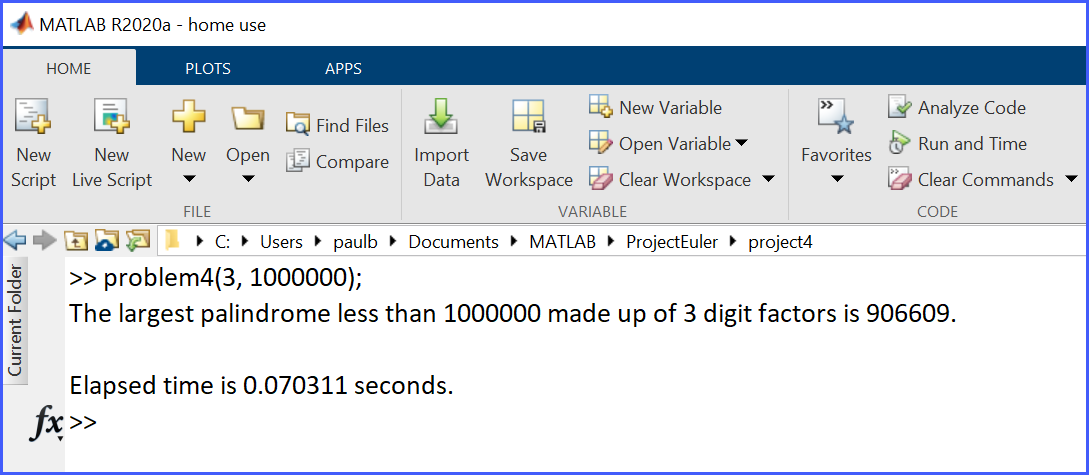 MATLAB R2020a - home use
HOME PLOTS APPS
New Script
New Live Script
New
Open
Find Files
Compare
FILE
Import Data
Save Workspace
New Variable
Open Variable
Clear Workspace
VARIABLE
Favorites
Analyze Code
Run and Time
Clear Commands
CODE
C: Users paulb Documents MATLAB ProjectEuler project4
Current Folder
>> problem4(3, 1000000);
The largest palindrome less than 1000000 made up of 3 digit factors is 906609.
Elapsed time is 0.070311 seconds.
fx >>